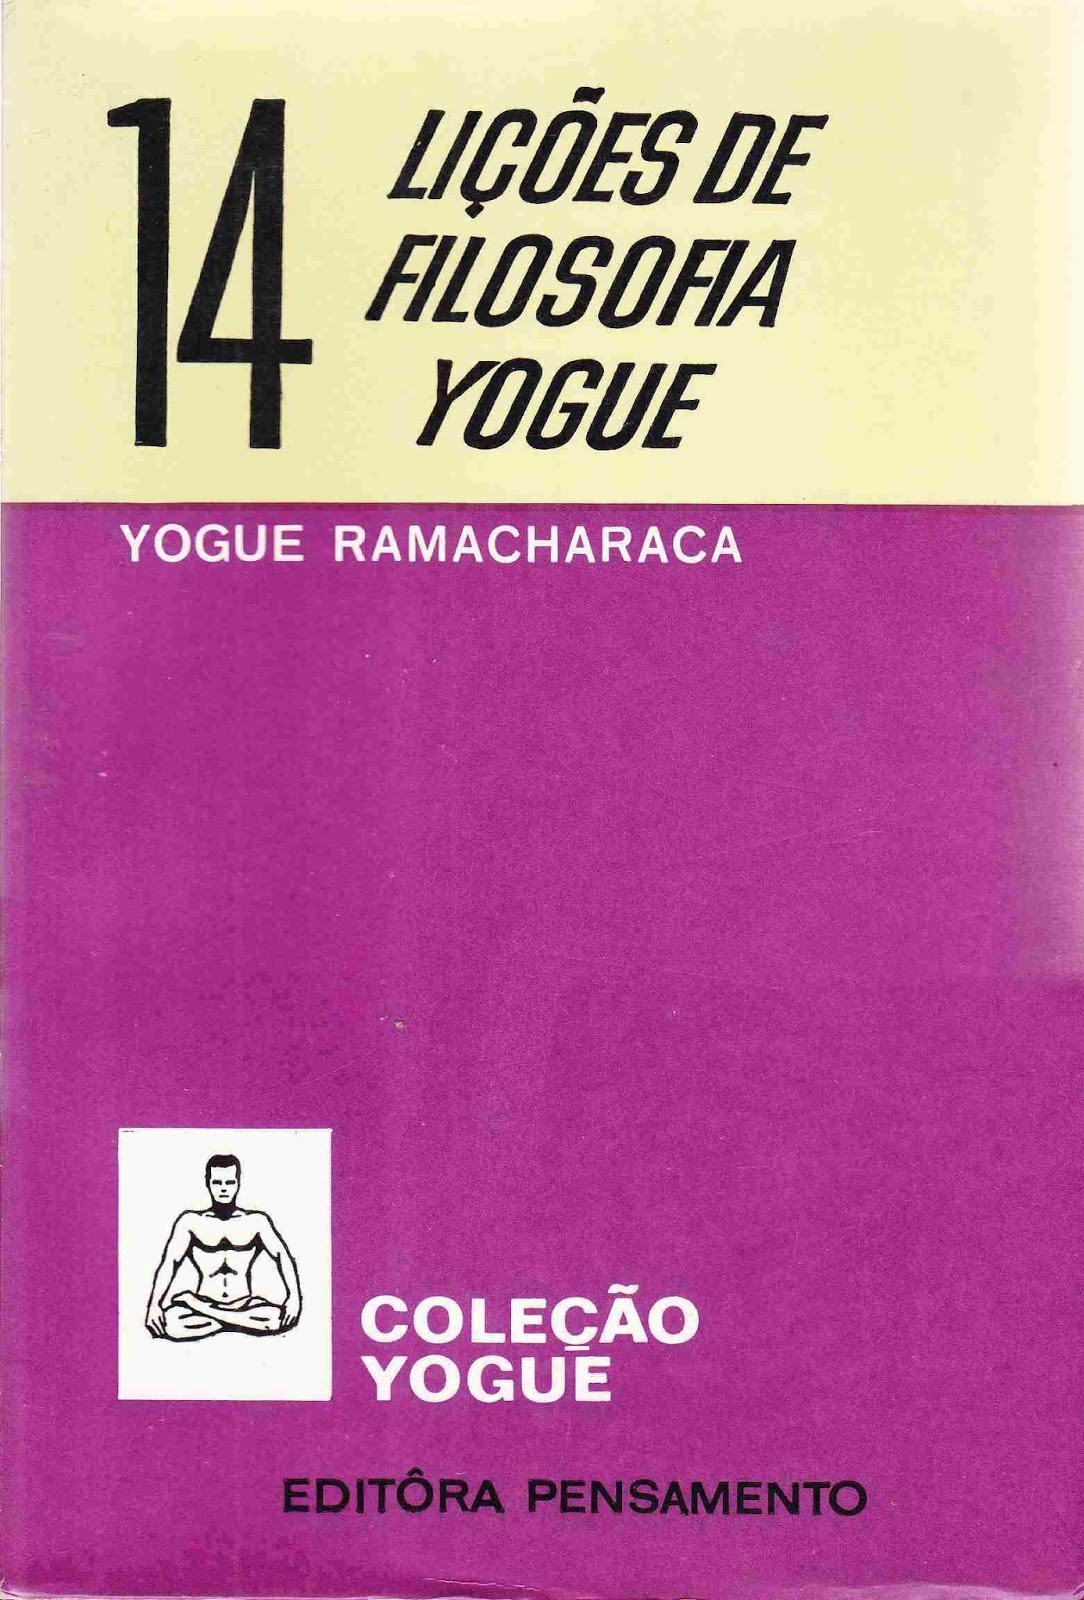 14
LIÇÕES DE
FILOSOFIA
YOGUE
YOGUE RAMACHARACA
COLEÇÃO
YOGUE
EDITÔRA PENSAMENTO